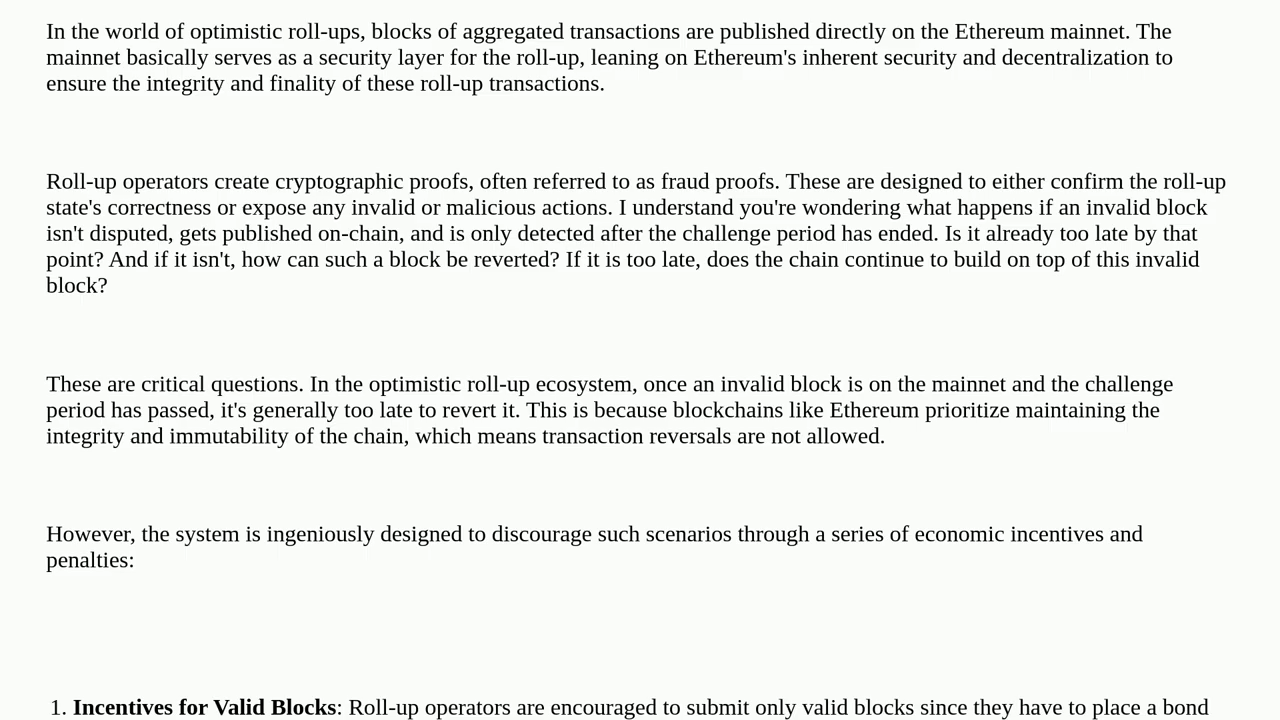 In the world of optimistic roll-ups, blocks of aggregated transactions are published directly on the Ethereum mainnet. The
mainnet basically serves as a security layer for the roll-up, leaning on Ethereum's inherent security and decentralization to
ensure the integrity and finality of these roll-up transactions.
Roll-up operators create cryptographic proofs, often referred to as fraud proofs. These are designed to either confirm the roll-up
state's correctness or expose any invalid or malicious actions. I understand you're wondering what happens if an invalid block
isn't disputed, gets published on-chain, and is only detected after the challenge period has ended. Is it already too late by that
point? And if it isn't, how can such a block be reverted? If it is too late, does the chain continue to build on top of this invalid
block?
These are critical questions. In the optimistic roll-up ecosystem, once an invalid block is on the mainnet and the challenge
period has passed, it's generally too late to revert it. This is because blockchains like Ethereum prioritize maintaining the
integrity and immutability of the chain, which means transaction reversals are not allowed.
However, the system is ingeniously designed to discourage such scenarios through a series of economic incentives and
penalties:
1. Incentives for Valid Blocks: Roll-up operators are encouraged to submit only valid blocks since they have to place a bond